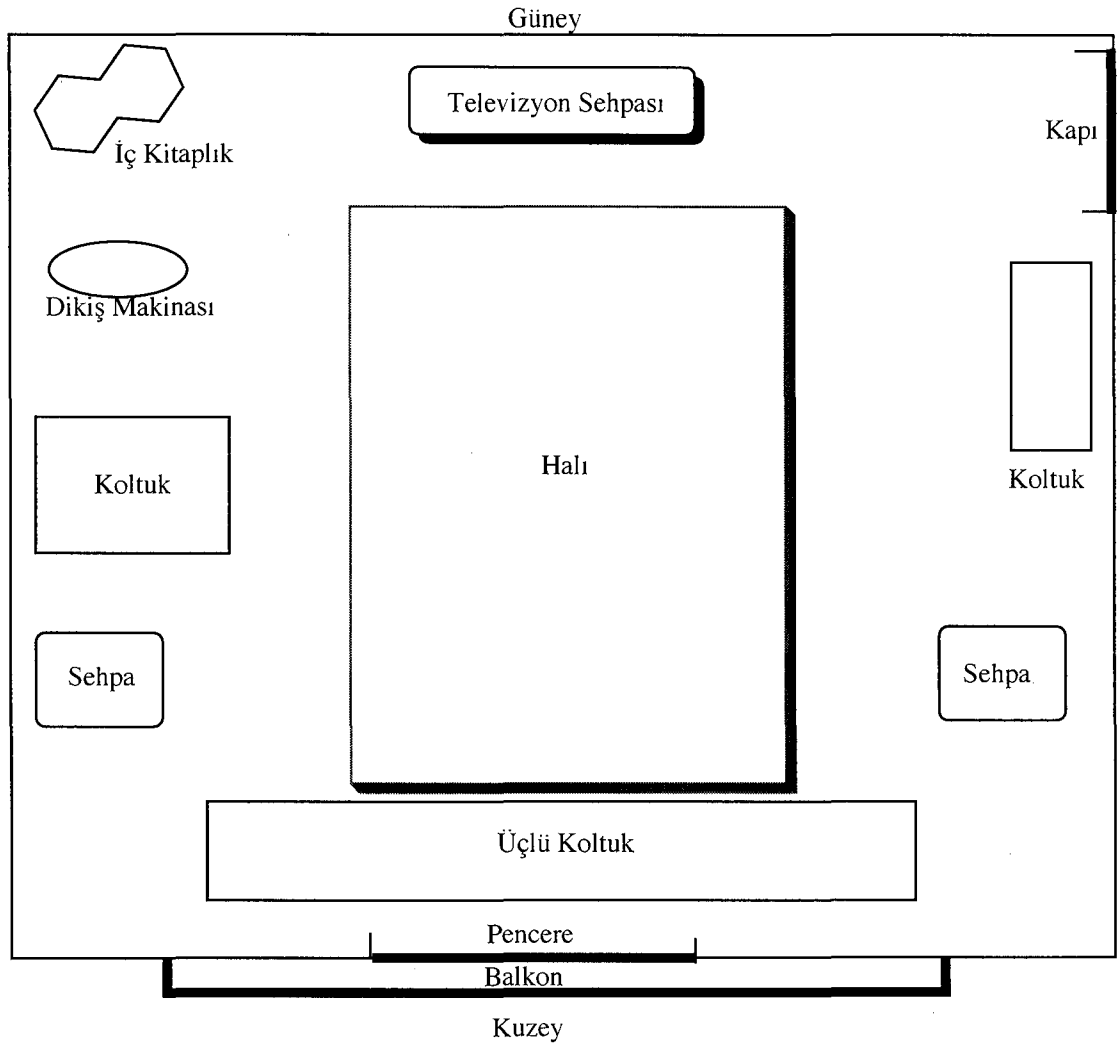 Güney
Televizyon Sehpası
Kapı
İç Kitaplık
Dikiş Makinası
Koltuk
Halı
Koltuk
Sehpa
Sehpa
Üçlü Koltuk
Pencere
Balkon
Kuzey